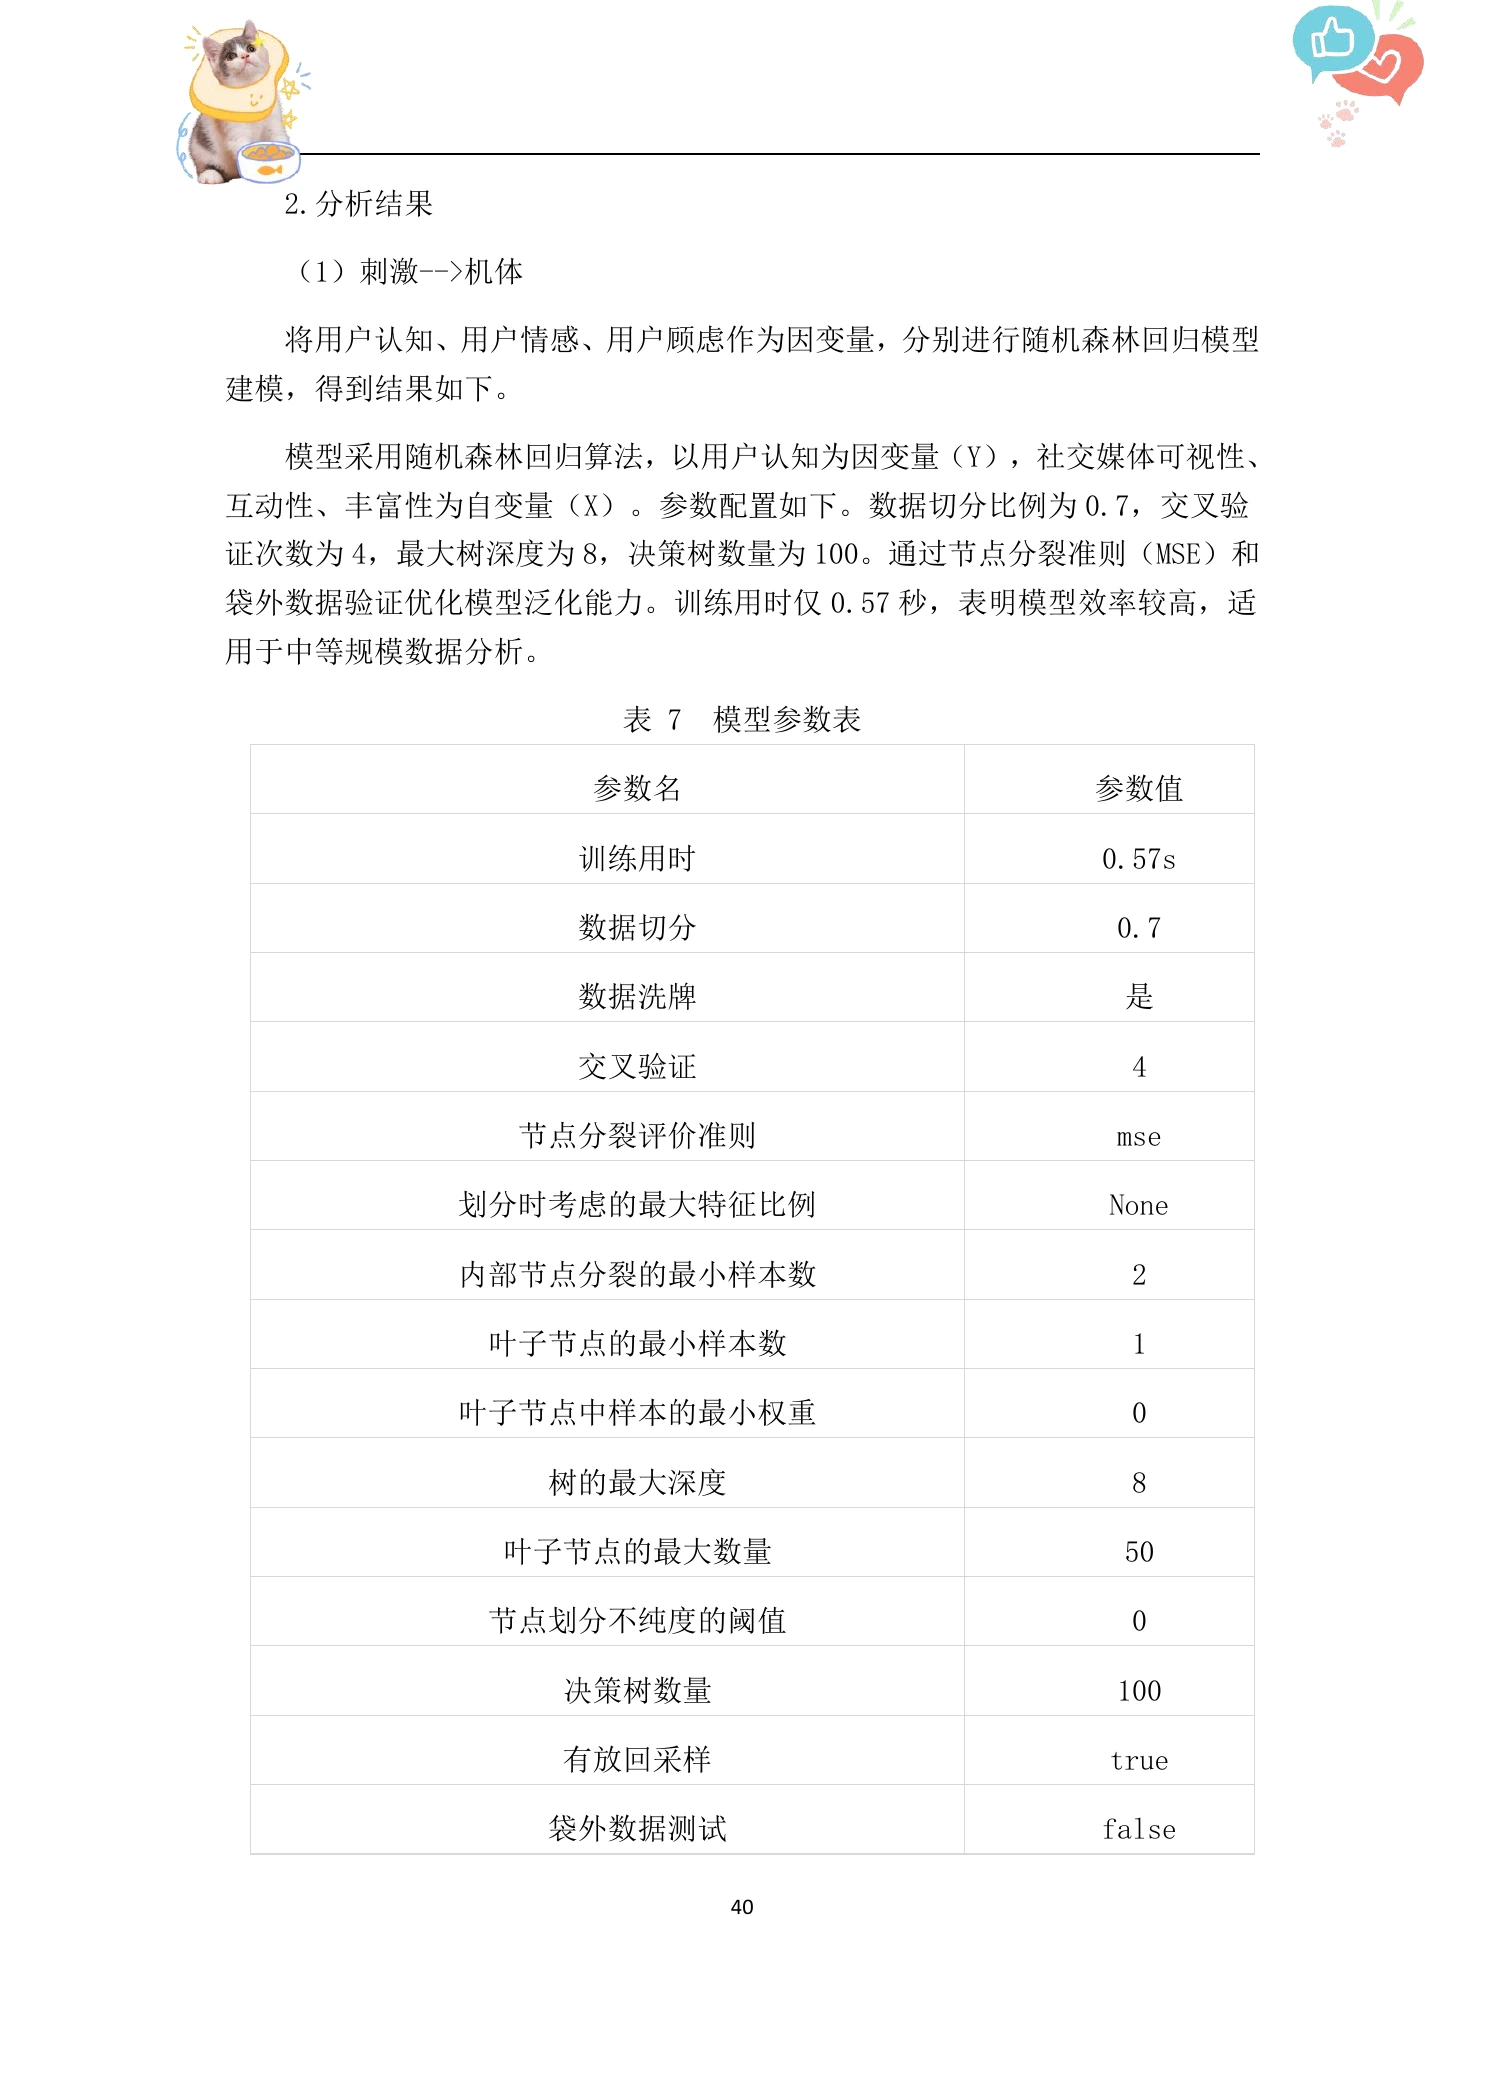 2.分析结果
（1）刺激-->机体
将用户认知、用户情感、用户顾虑作为因变量，分别进行随机森林回归模型
建模，得到结果如下。
模型采用随机森林回归算法，以用户认知为因变量（Y），社交媒体可视性、
互动性、丰富性为自变量（X）。参数配置如下。数据切分比例为 0.7，交叉验
证次数为 4，最大树深度为 8，决策树数量为 100。通过节点分裂准则（MSE）和
袋外数据验证优化模型泛化能力。训练用时仅 0.57 秒，表明模型效率较高，适
用于中等规模数据分析。
表 7 模型参数表
参数名 参数值
训练用时 0.57s
数据切分 0.7
数据洗牌 是
交叉验证 4
节点分裂评价准则 mse
划分时考虑的最大特征比例 None
内部节点分裂的最小样本数 2
叶子节点的最小样本数 1
叶子节点中样本的最小权重 0
树的最大深度 8
叶子节点的最大数量 50
节点划分不纯度的阈值 0
决策树数量 100
有放回采样 true
袋外数据测试 false
40